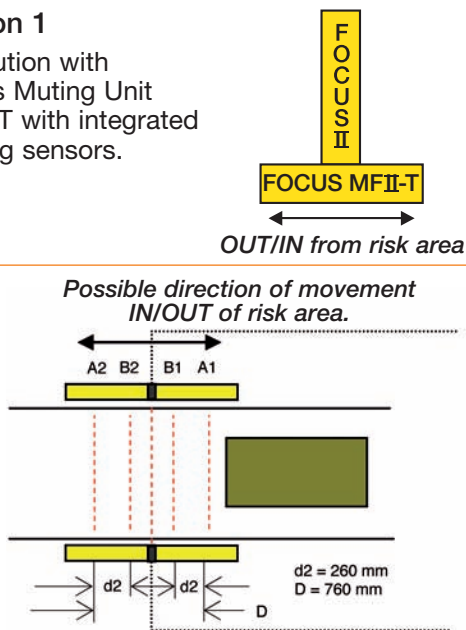 on 1
ution with
s Muting Unit
T with integrated
g sensors.
FOCUS II
FOCUS MFII-T
OUT/IN from risk area
Possible direction of movement
IN/OUT of risk area.
A2 B2 B1 A1
d2 d2
d2 = 260 mm
D = 760 mm
D